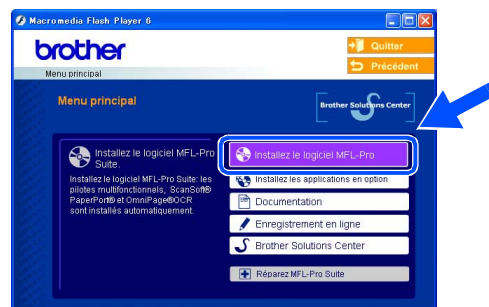 Macromedia Flash Player 6
brother
Quitter
Précédent
Menu principal
Menu principal
Brother Solutions Center
Installez le logiciel MFL-Pro
Suite.
Installez le logiciel MFL-Pro Suite: les
pilotes multifonctionnels, ScanSoft®
PaperPort® et OmniPage®OCR
sont installés automatiquement.
Installez le logiciel MFL-Pro
Installez les applications en option
Documentation
Enregistrement en ligne
Brother Solutions Center
Réparez MFL-Pro Suite